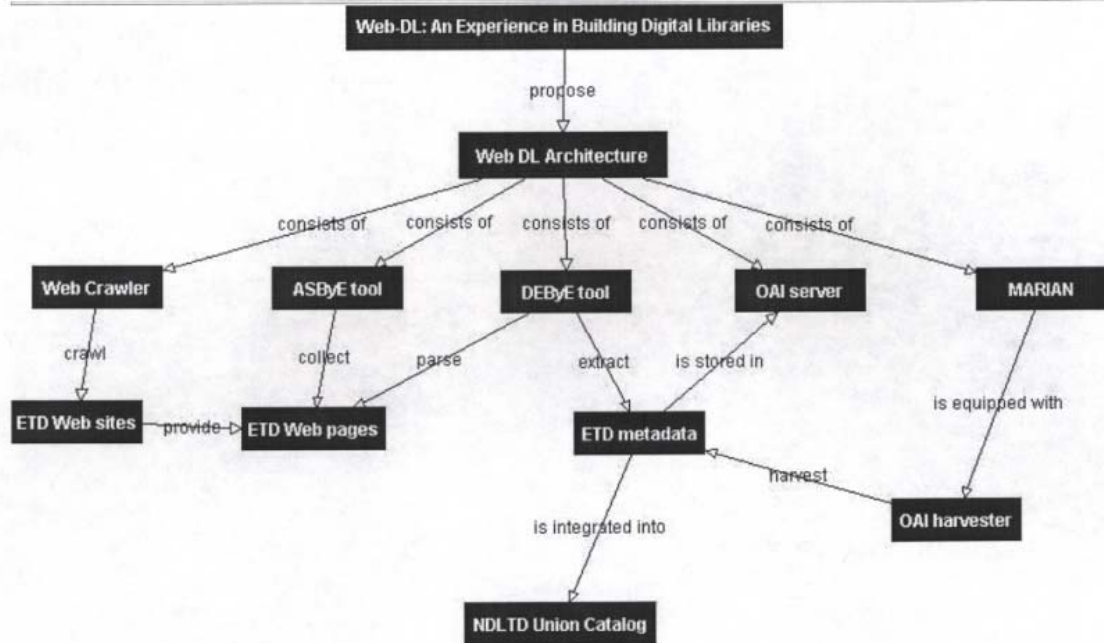 Web-DL: An Experience in Building Digital Libraries
propose
Web DL Architecture
consists of
consists of
consists of
consists of
consists of
Web Crawler
ASByE tool
DEByE tool
OAI server
MARIAN
crawl
collect
parse
extract
is stored in
is equipped with
ETD Web sites
provide
ETD Web pages
ETD metadata
harvest
OAI harvester
is integrated into
NDLTD Union Catalog